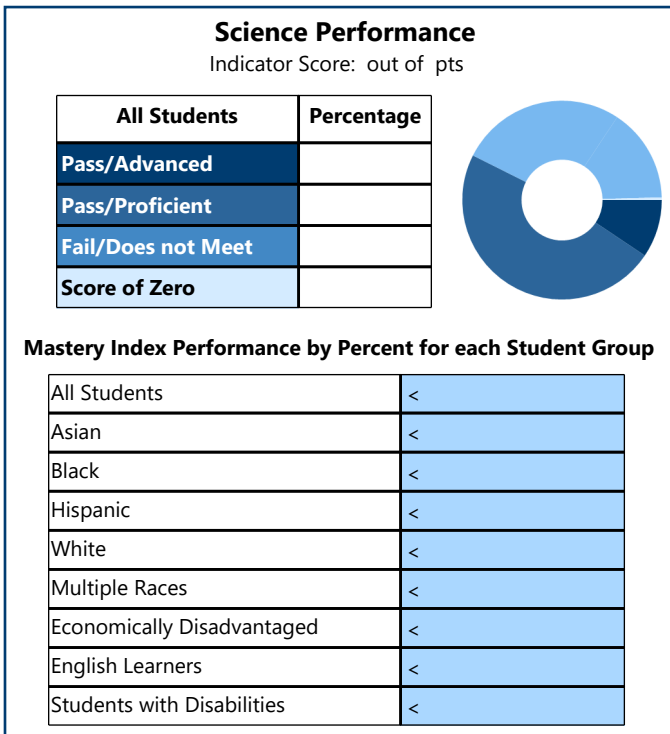 Science Performance
Indicator Score: out of pts
All Students Percentage
Pass/Advanced
Pass/Proficient
Fail/Does not Meet
Score of Zero
Mastery Index Performance by Percent for each Student Group
All Students <
Asian <
Black <
Hispanic <
White <
Multiple Races <
Economically Disadvantaged <
English Learners <
Students with Disabilities <